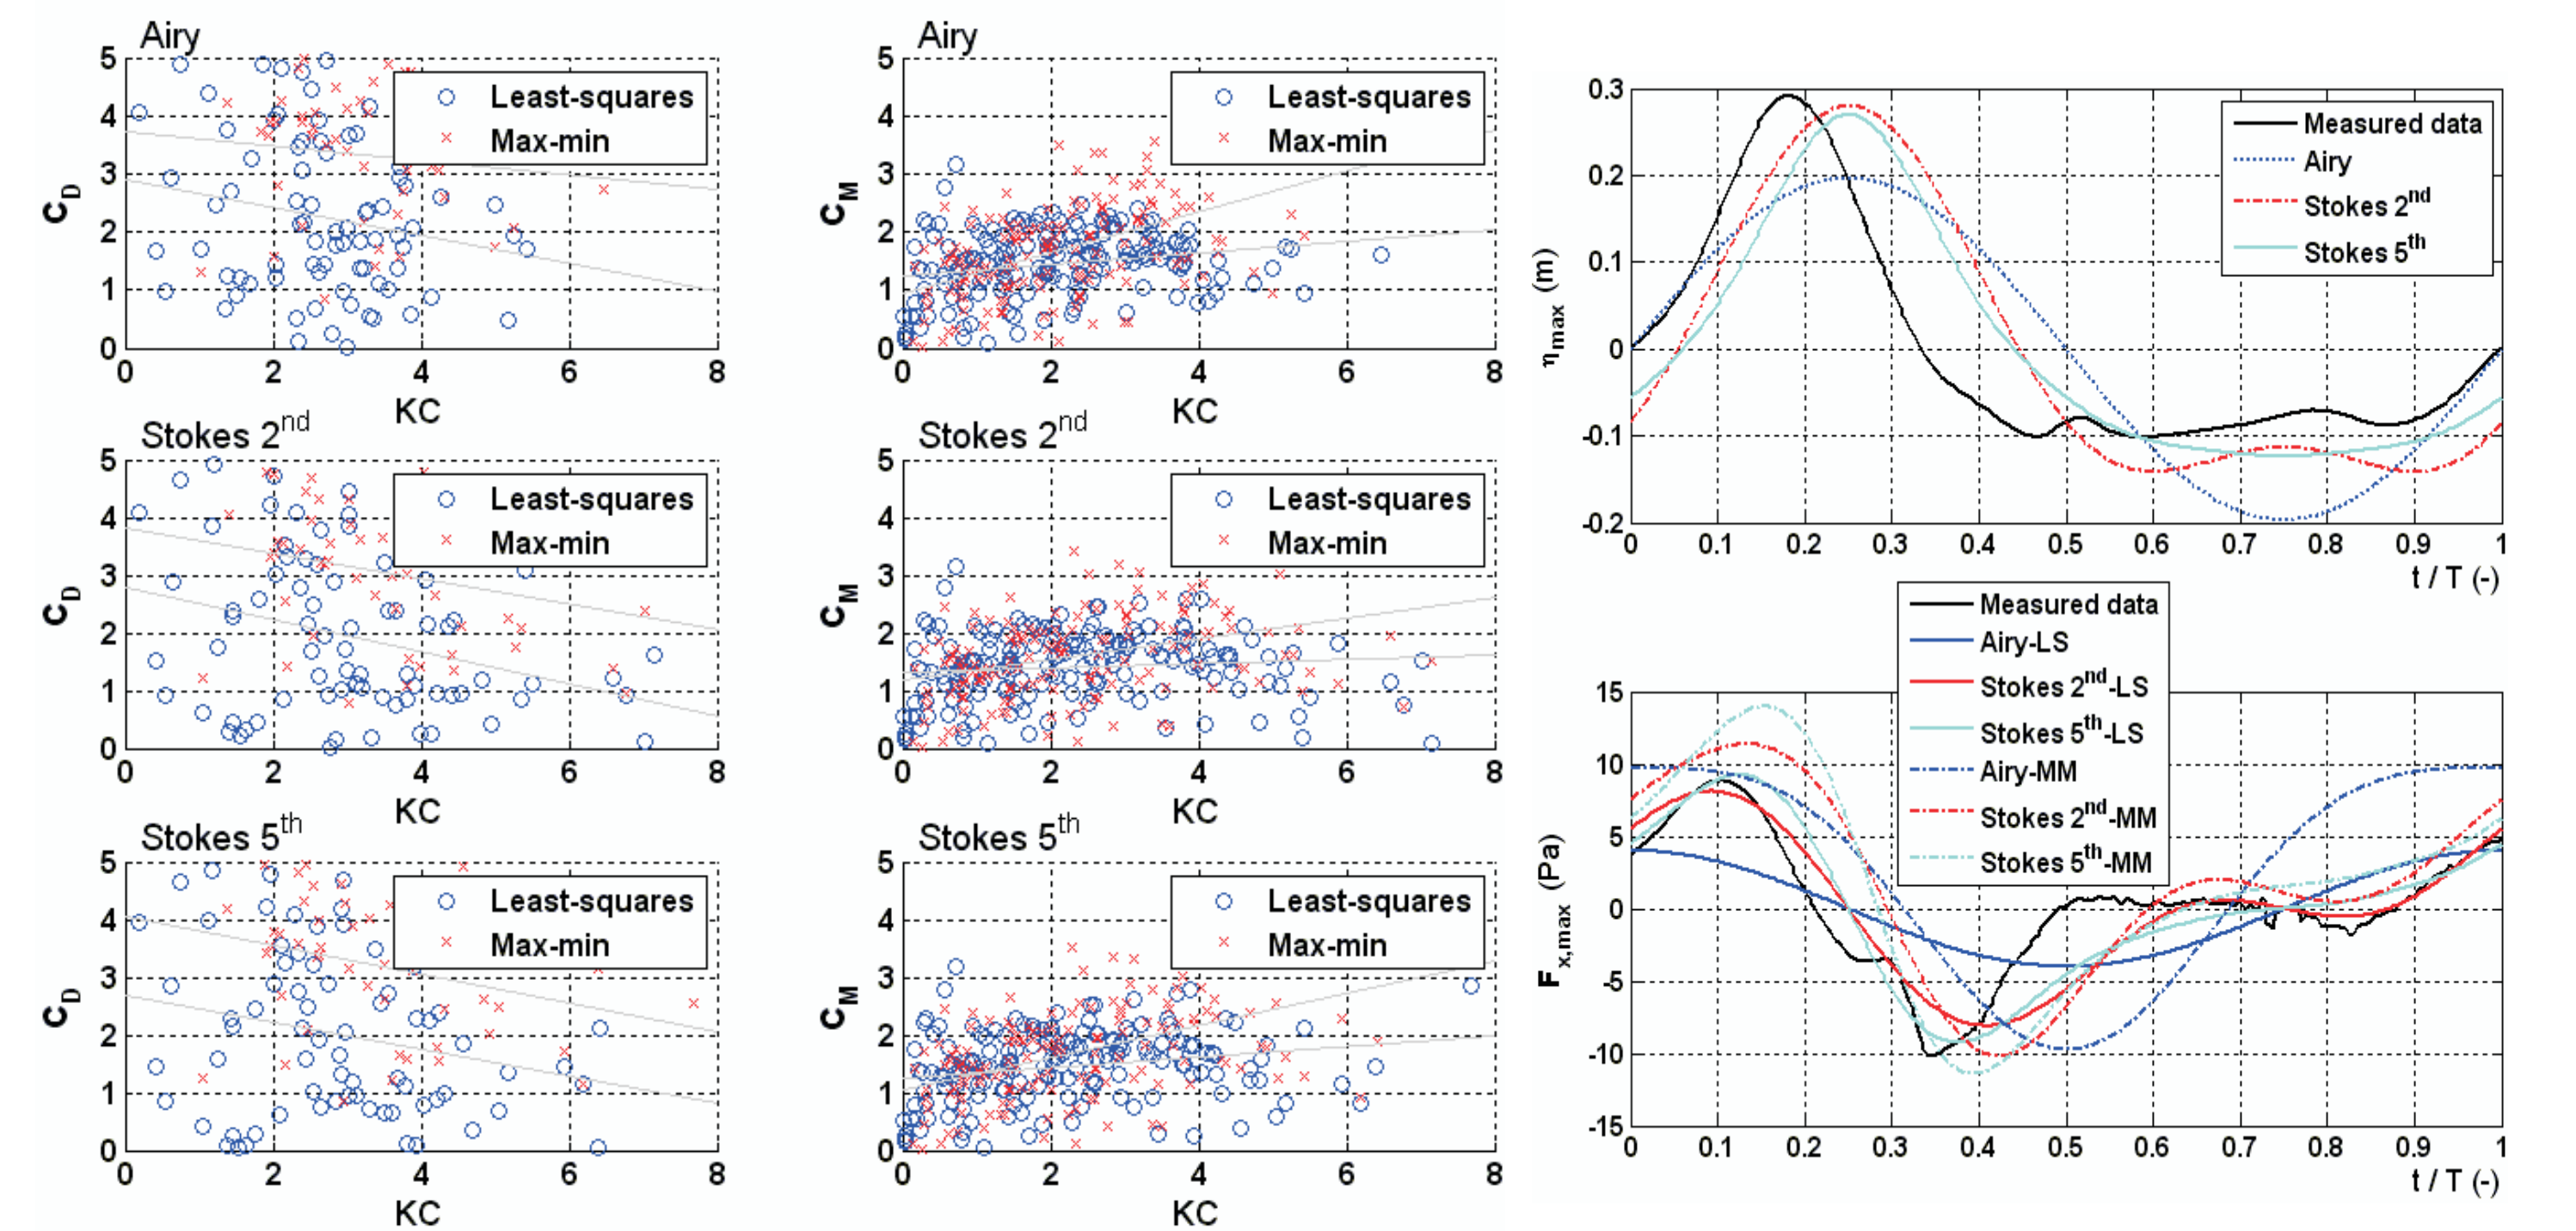 Airy
5
4
3
2
1
0
C_D
Least-squares
Max-min
0 2 4 6 8
KC
Airy
5
4
3
2
1
0
C_M
Least-squares
Max-min
0 2 4 6 8
KC
Stokes 2nd
5
4
3
2
1
0
C_D
Least-squares
Max-min
0 2 4 6 8
KC
Stokes 2nd
5
4
3
2
1
0
C_M
Least-squares
Max-min
0 2 4 6 8
KC
Stokes 5th
5
4
3
2
1
0
C_D
Least-squares
Max-min
0 2 4 6 8
KC
Stokes 5th
5
4
3
2
1
0
C_M
Least-squares
Max-min
0 2 4 6 8
KC
0.3
0.2
0.1
0
-0.1
-0.2
η_max (m)
Measured data
Airy
Stokes 2nd
Stokes 5th
0 0.1 0.2 0.3 0.4 0.5 0.6 0.7 0.8 0.9 1
t / T (-)
Measured data
Airy-LS
Stokes 2nd-LS
Stokes 5th-LS
Airy-MM
Stokes 2nd-MM
Stokes 5th-MM
15
10
5
0
-5
-10
-15
F_x,max (Pa)
0 0.1 0.2 0.3 0.4 0.5 0.6 0.7 0.8 0.9 1
t / T (-)